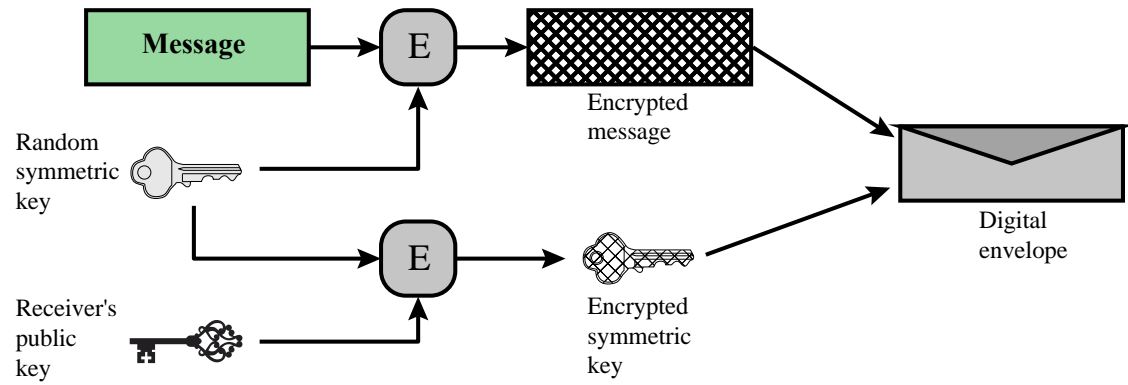 Message
E
Encrypted
message
Random
symmetric
key
Digital
envelope
E
Receiver's
public
key
Encrypted
symmetric
key